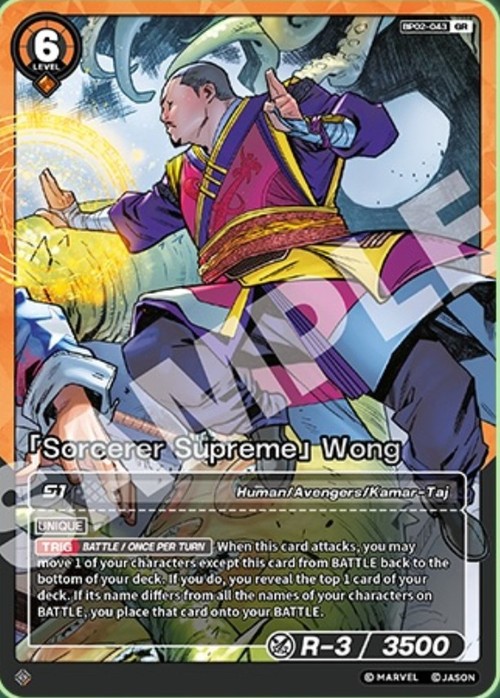 6
LEVEL
BP02-043 GR
SAMPLE
「Sorcerer Supreme」 Wong
S1
Human/Avengers/Kamar-Taj
UNIQUE
TRIG BATTLE / ONCE PER TURN When this card attacks, you may
move 1 of your characters except this card from BATTLE back to the
bottom of your deck. If you do, you reveal the top 1 card of your
deck. If its name differs from all the names of your characters on
BATTLE, you place that card onto your BATTLE.
R-3 / 3500
© MARVEL © JASON